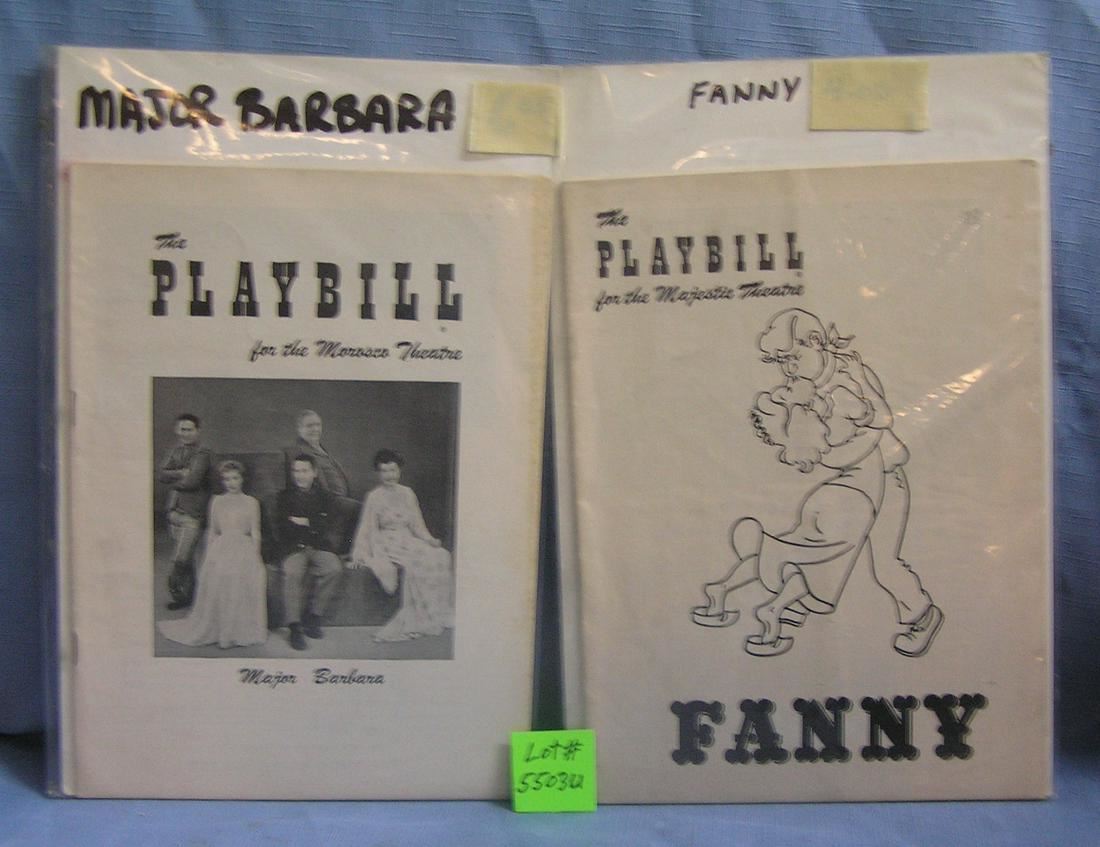 MAJOR BARBARA
The
PLAYBILL
for the Morosco Theatre
Major Barbara
FANNY
The
PLAYBILL
for the Majestic Theatre
FANNY
Lot#